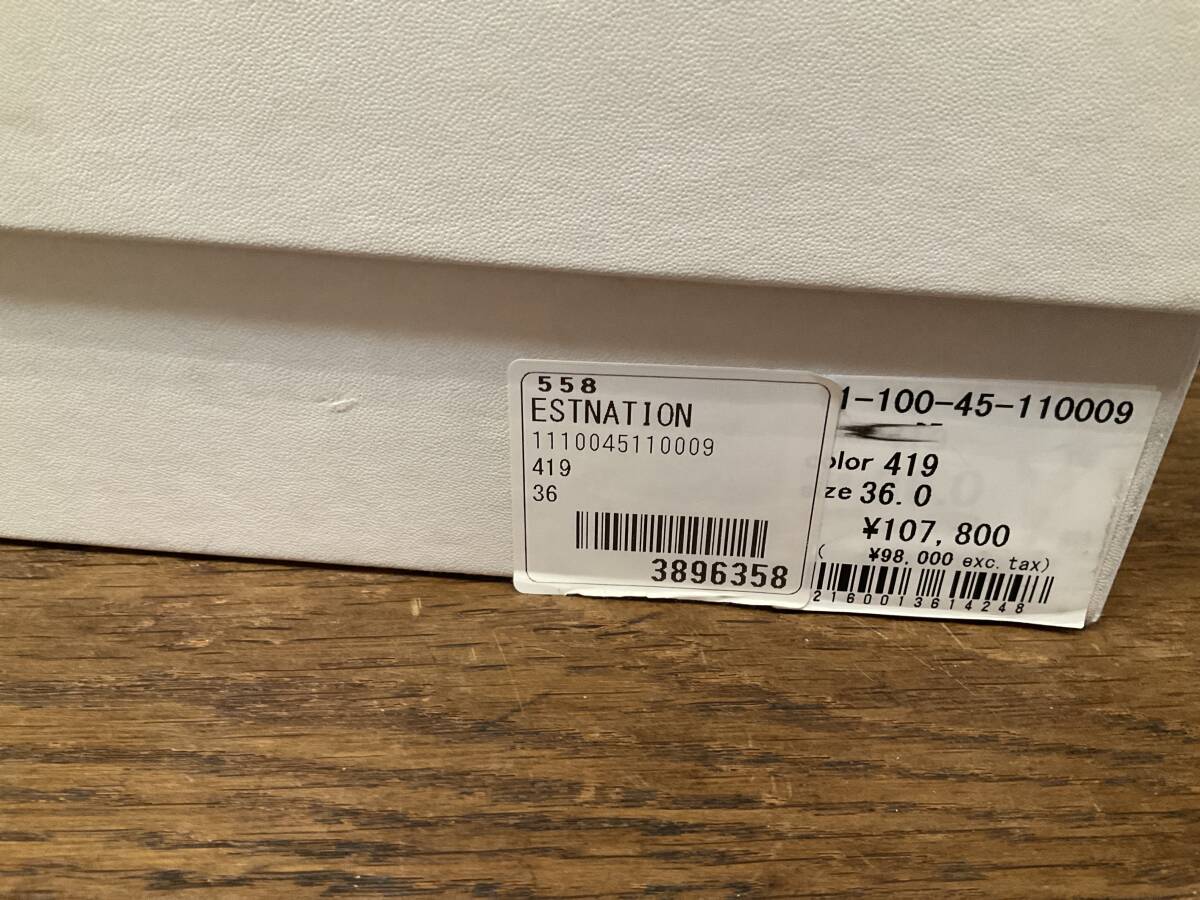 558
ESTNATION
1110045110009
419
36
3896358
1-100-45-110009
olor 419
ze 36.0
¥107,800
( ¥98,000 exc. tax)
2160013614248